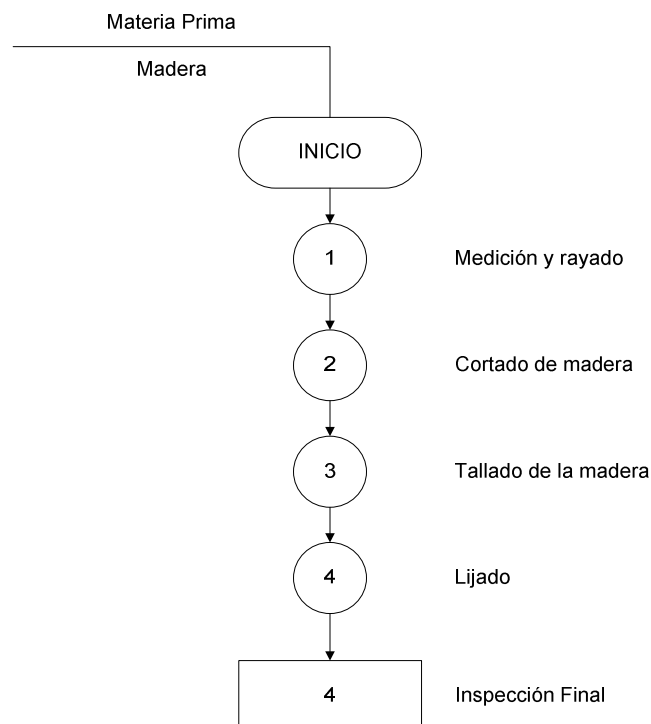 Materia Prima
Madera
INICIO
1 Medición y rayado
2 Cortado de madera
3 Tallado de la madera
4 Lijado
4 Inspección Final